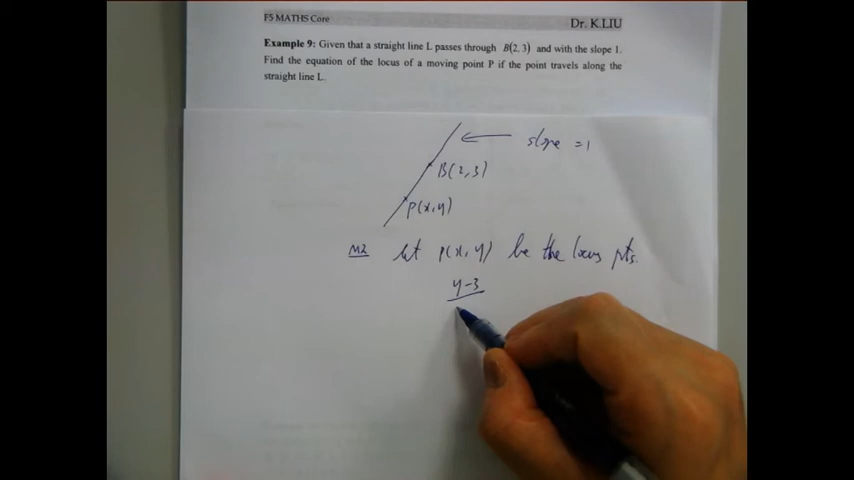 F5 MATHS Core
Dr. K.LIU
Example 9: Given that a straight line L passes through B(2, 3) and with the slope 1.
Find the equation of the locus of a moving point P if the point travels along the
straight line L.
slope = 1
B(2, 3)
P(x, y)
M2 let P(x, y) be the locus pts.
y-3